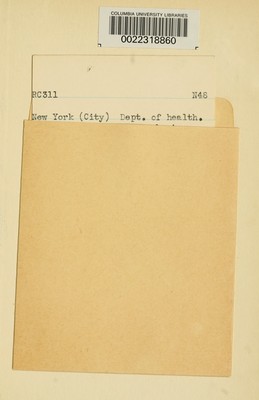 COLUMBIA UNIVERSITY LIBRARIES
0022318860
RC311 N48
New York (City) Dept. of health.